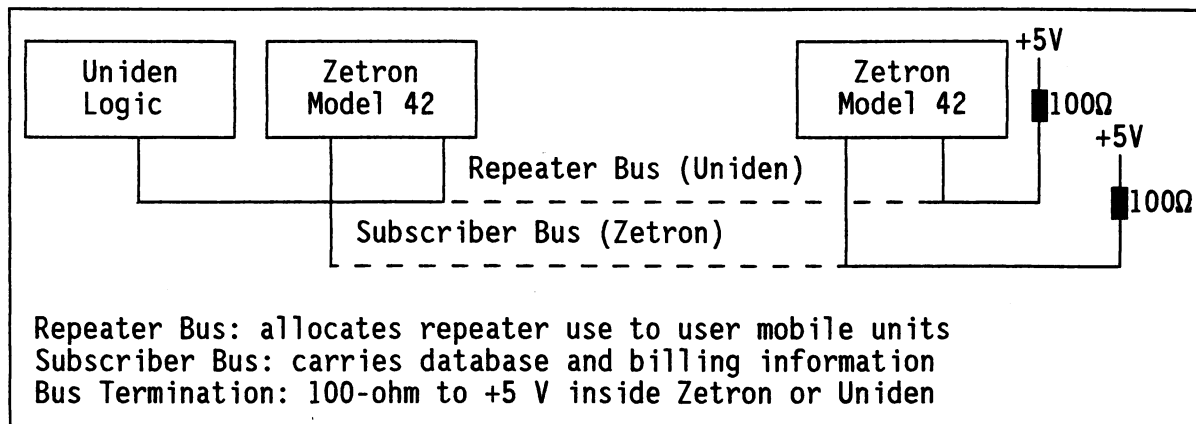 Uniden
Logic
Zetron
Model 42
Zetron
Model 42
+5V
100Ω
+5V
100Ω
Repeater Bus (Uniden)
Subscriber Bus (Zetron)
Repeater Bus: allocates repeater use to user mobile units
Subscriber Bus: carries database and billing information
Bus Termination: 100-ohm to +5 V inside Zetron or Uniden